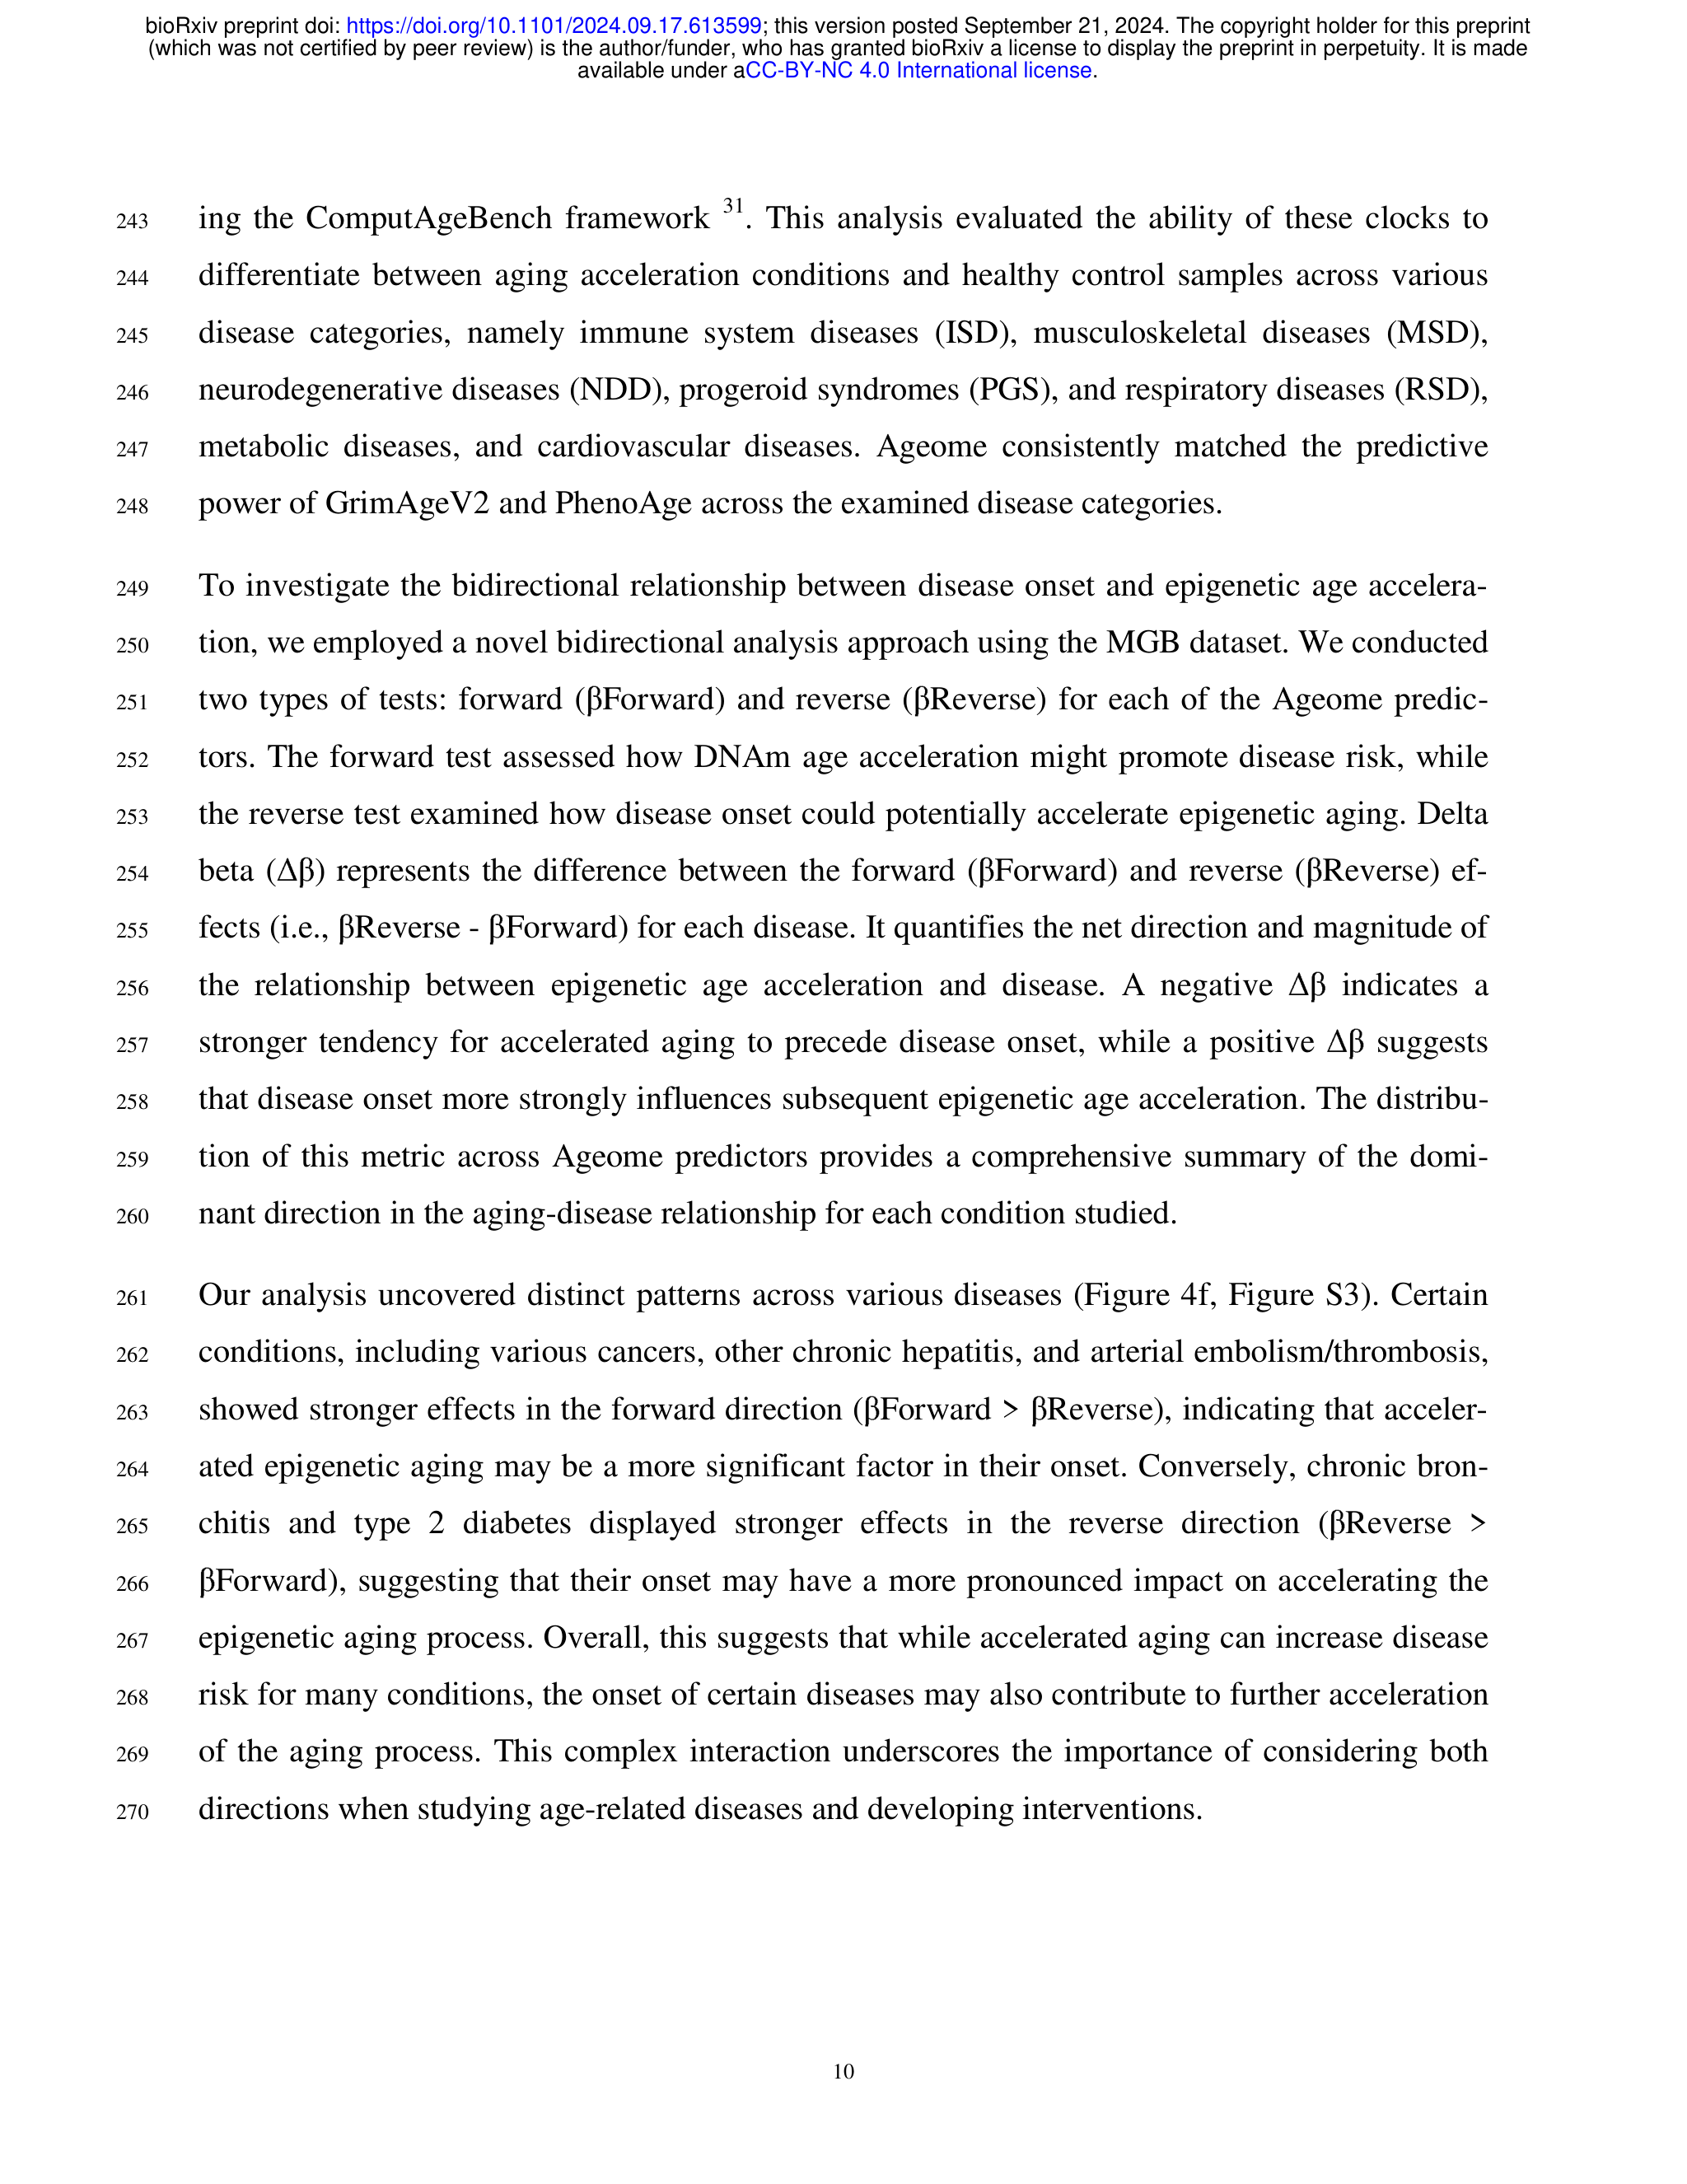 bioRxiv preprint doi: https://doi.org/10.1101/2024.09.17.613599; this version posted September 21, 2024. The copyright holder for this preprint
(which was not certified by peer review) is the author/funder, who has granted bioRxiv a license to display the preprint in perpetuity. It is made
available under aCC-BY-NC 4.0 International license.
243 ing the ComputAgeBench framework 31. This analysis evaluated the ability of these clocks to
244 differentiate between aging acceleration conditions and healthy control samples across various
245 disease categories, namely immune system diseases (ISD), musculoskeletal diseases (MSD),
246 neurodegenerative diseases (NDD), progeroid syndromes (PGS), and respiratory diseases (RSD),
247 metabolic diseases, and cardiovascular diseases. Ageome consistently matched the predictive
248 power of GrimAgeV2 and PhenoAge across the examined disease categories.
249 To investigate the bidirectional relationship between disease onset and epigenetic age accelera-
250 tion, we employed a novel bidirectional analysis approach using the MGB dataset. We conducted
251 two types of tests: forward (βForward) and reverse (βReverse) for each of the Ageome predic-
252 tors. The forward test assessed how DNAm age acceleration might promote disease risk, while
253 the reverse test examined how disease onset could potentially accelerate epigenetic aging. Delta
254 beta (Δβ) represents the difference between the forward (βForward) and reverse (βReverse) ef-
255 fects (i.e., βReverse - βForward) for each disease. It quantifies the net direction and magnitude of
256 the relationship between epigenetic age acceleration and disease. A negative Δβ indicates a
257 stronger tendency for accelerated aging to precede disease onset, while a positive Δβ suggests
258 that disease onset more strongly influences subsequent epigenetic age acceleration. The distribu-
259 tion of this metric across Ageome predictors provides a comprehensive summary of the domi-
260 nant direction in the aging-disease relationship for each condition studied.
261 Our analysis uncovered distinct patterns across various diseases (Figure 4f, Figure S3). Certain
262 conditions, including various cancers, other chronic hepatitis, and arterial embolism/thrombosis,
263 showed stronger effects in the forward direction (βForward > βReverse), indicating that acceler-
264 ated epigenetic aging may be a more significant factor in their onset. Conversely, chronic bron-
265 chitis and type 2 diabetes displayed stronger effects in the reverse direction (βReverse >
266 βForward), suggesting that their onset may have a more pronounced impact on accelerating the
267 epigenetic aging process. Overall, this suggests that while accelerated aging can increase disease
268 risk for many conditions, the onset of certain diseases may also contribute to further acceleration
269 of the aging process. This complex interaction underscores the importance of considering both
270 directions when studying age-related diseases and developing interventions.
10